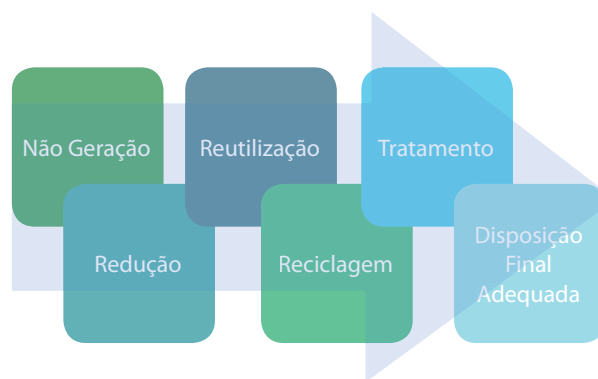 Não Geração
Reutilização
Tratamento
Redução
Reciclagem
Disposição
Final
Adequada